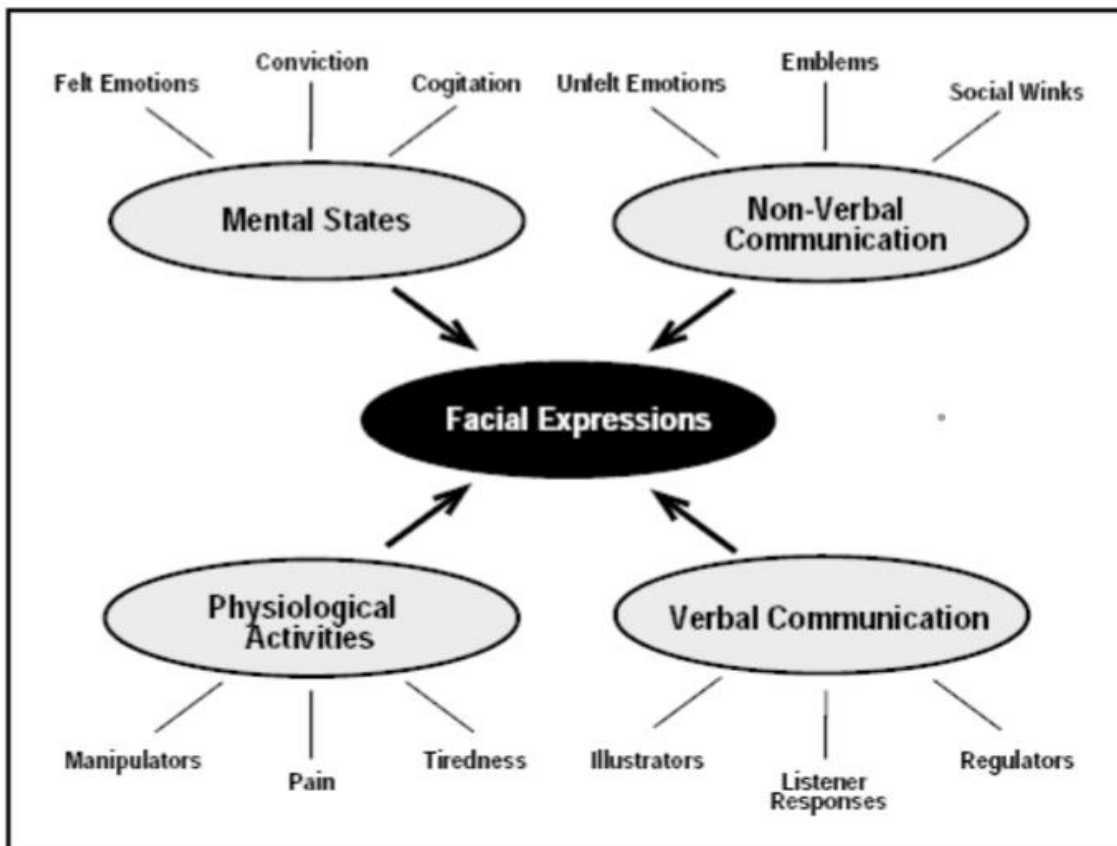 Felt Emotions
Conviction
Cogitation
Unfelt Emotions
Emblems
Social Winks
Mental States
Non-Verbal
Communication
Facial Expressions
Physiological
Activities
Verbal Communication
Manipulators
Pain
Tiredness
Illustrators
Listener
Responses
Regulators